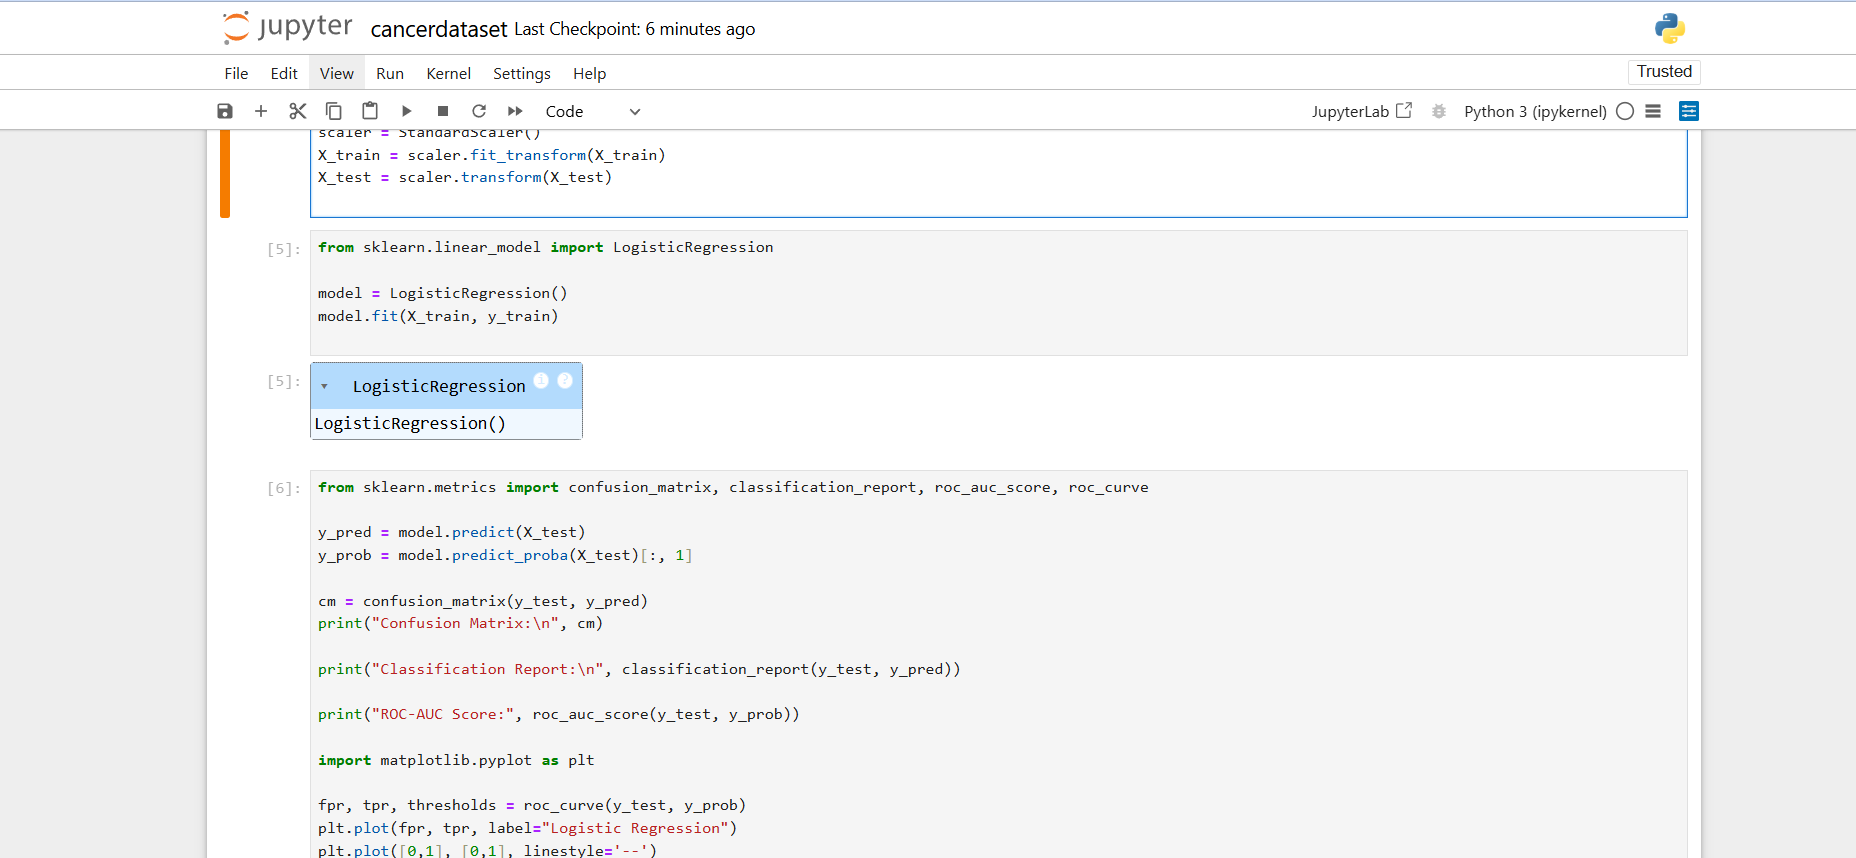 jupyter cancerdataset Last Checkpoint: 6 minutes ago
File Edit View Run Kernel Settings Help Trusted
Code JupyterLab Python 3 (ipykernel)
scaler = StandardScaler()
X_train = scaler.fit_transform(X_train)
X_test = scaler.transform(X_test)
[5]: from sklearn.linear_model import LogisticRegression
model = LogisticRegression()
model.fit(X_train, y_train)
[5]: LogisticRegression i ?
LogisticRegression()
[6]: from sklearn.metrics import confusion_matrix, classification_report, roc_auc_score, roc_curve
y_pred = model.predict(X_test)
y_prob = model.predict_proba(X_test)[:, 1]
cm = confusion_matrix(y_test, y_pred)
print("Confusion Matrix:\n", cm)
print("Classification Report:\n", classification_report(y_test, y_pred))
print("ROC-AUC Score:", roc_auc_score(y_test, y_prob))
import matplotlib.pyplot as plt
fpr, tpr, thresholds = roc_curve(y_test, y_prob)
plt.plot(fpr, tpr, label="Logistic Regression")
plt.plot([0,1], [0,1], linestyle='--')